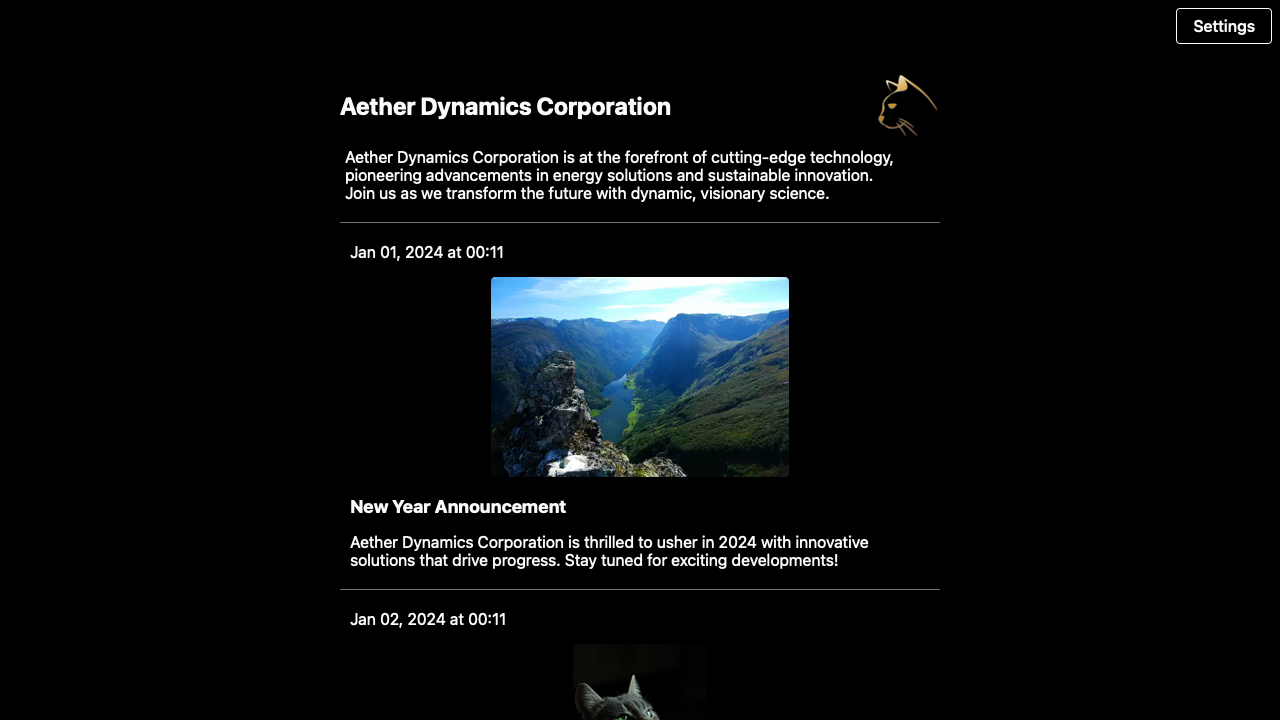 Settings
Aether Dynamics Corporation
Aether Dynamics Corporation is at the forefront of cutting-edge technology,
pioneering advancements in energy solutions and sustainable innovation.
Join us as we transform the future with dynamic, visionary science.
Jan 01, 2024 at 00:11
New Year Announcement
Aether Dynamics Corporation is thrilled to usher in 2024 with innovative
solutions that drive progress. Stay tuned for exciting developments!
Jan 02, 2024 at 00:11